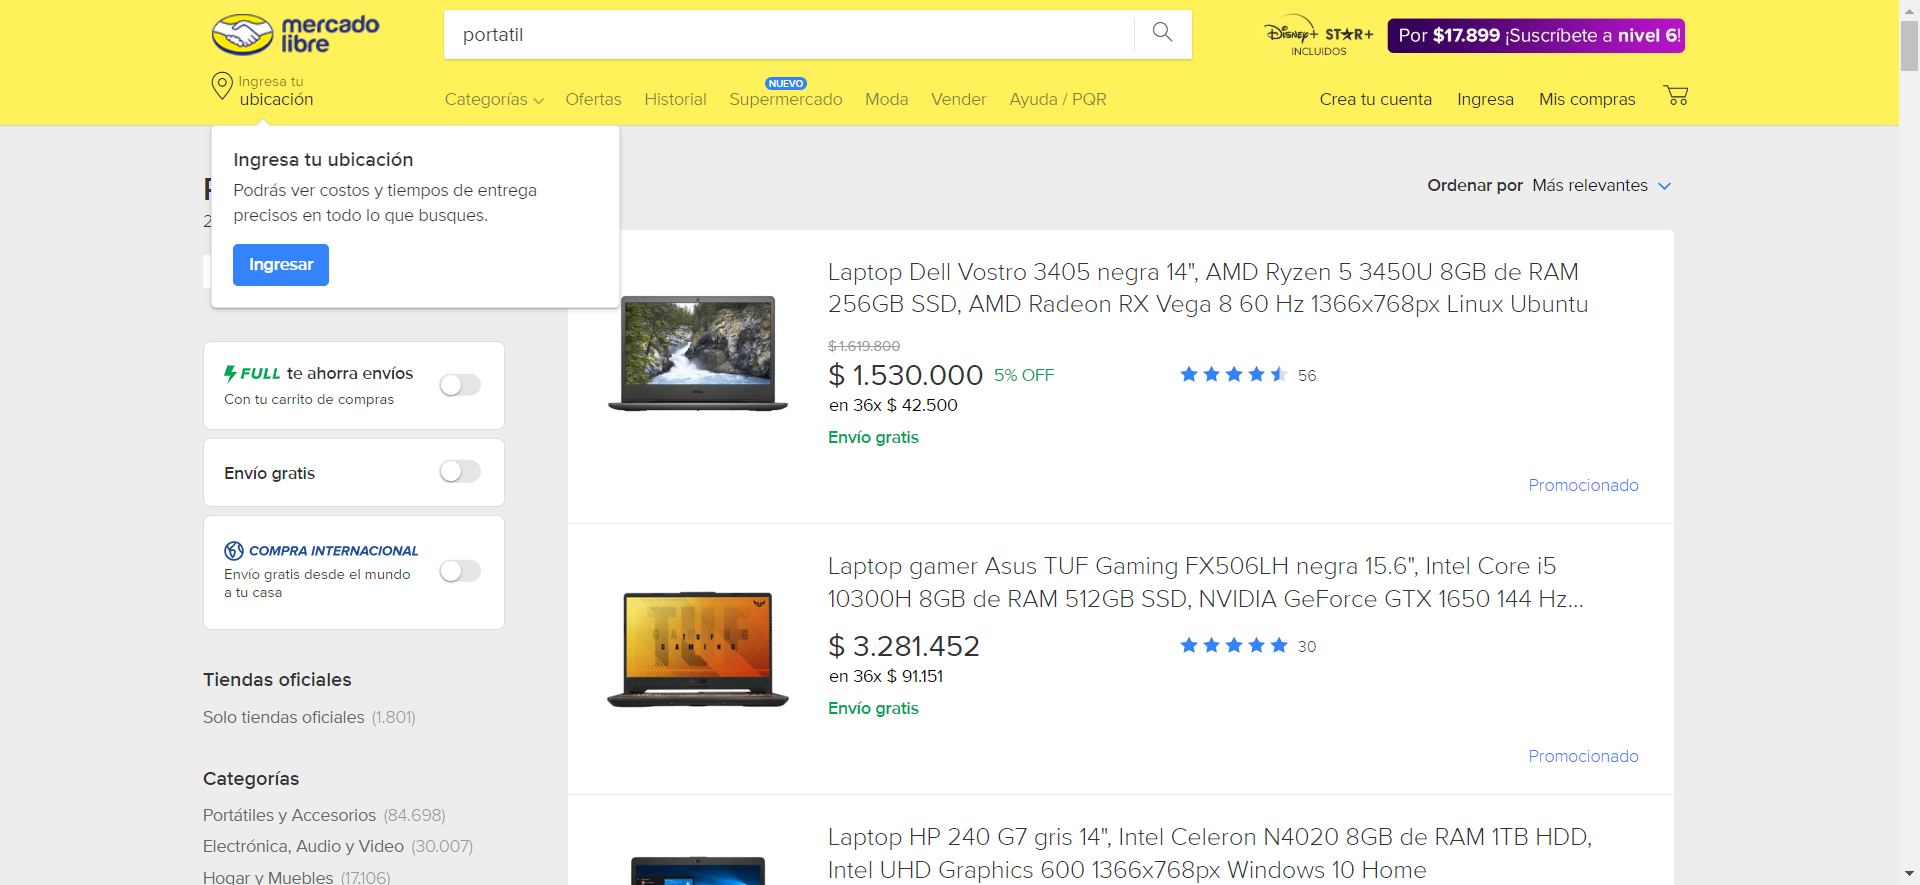 mercado
libre
portatil
Disney+ STAR+
INCLUIDOS
Por $17.899 ¡Suscríbete a nivel 6!
Ingresa tu
ubicación
Categorías
Ofertas
Historial
NUEVO
Supermercado
Moda
Vender
Ayuda / PQR
Crea tu cuenta
Ingresa
Mis compras
Ingresa tu ubicación
Podrás ver costos y tiempos de entrega
precisos en todo lo que busques.
Ingresar
Ordenar por Más relevantes
FULL te ahorra envíos
Con tu carrito de compras
Envío gratis
COMPRA INTERNACIONAL
Envío gratis desde el mundo
a tu casa
Tiendas oficiales
Solo tiendas oficiales (1.801)
Categorías
Portátiles y Accesorios (84.698)
Electrónica, Audio y Video (30.007)
Hogar y Muebles (17.106)
Laptop Dell Vostro 3405 negra 14", AMD Ryzen 5 3450U 8GB de RAM
256GB SSD, AMD Radeon RX Vega 8 60 Hz 1366x768px Linux Ubuntu
$ 1.619.800
$ 1.530.000 5% OFF
56
en 36x $ 42.500
Envío gratis
Promocionado
TUF
GAMING
Laptop gamer Asus TUF Gaming FX506LH negra 15.6", Intel Core i5
10300H 8GB de RAM 512GB SSD, NVIDIA GeForce GTX 1650 144 Hz...
$ 3.281.452
30
en 36x $ 91.151
Envío gratis
Promocionado
Laptop HP 240 G7 gris 14", Intel Celeron N4020 8GB de RAM 1TB HDD,
Intel UHD Graphics 600 1366x768px Windows 10 Home